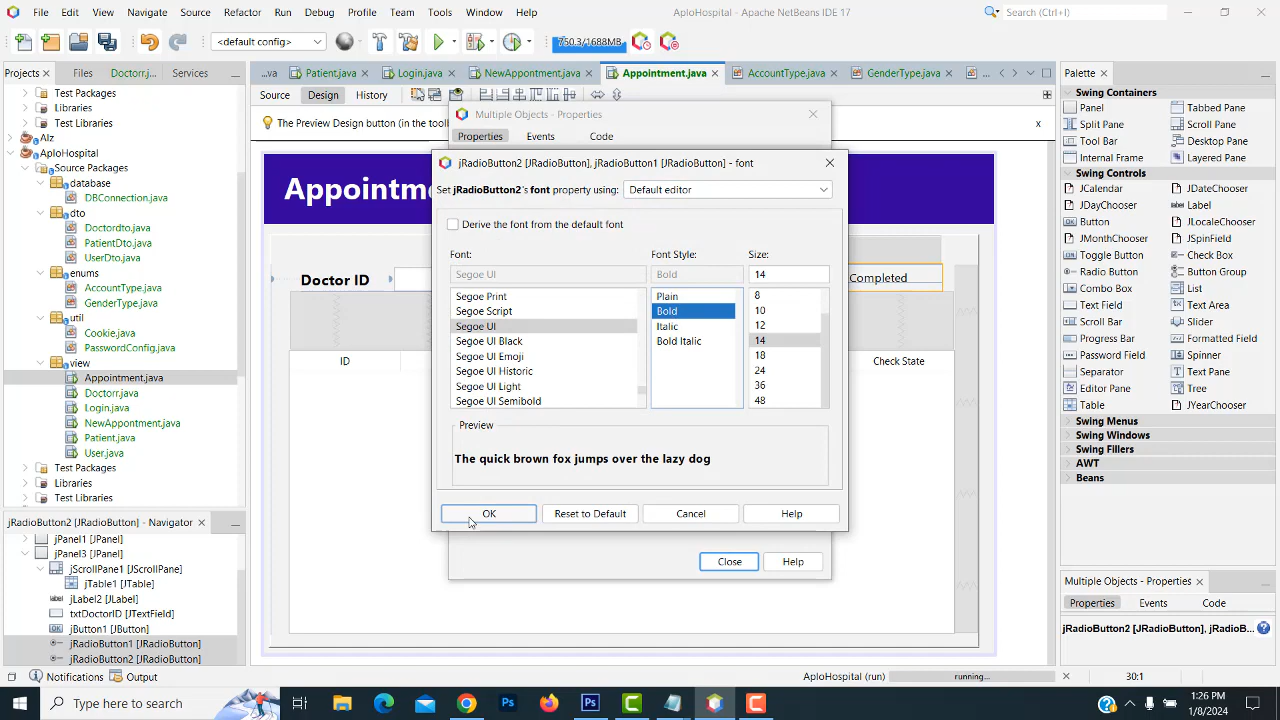 File Edit View Navigate Source Refactor Run Debug Profile Team Tools Window Help
AploHospital - Apache NetBeans IDE 17
Search (Ctrl+I)
<default config>
750.3/1688MB
Projects Files Doctorr.j... Services
...va Patient.java Login.java NewAppontment.java Appointment.java AccountType.java GenderType.java ...
Source Design History
The Preview Design button (in the tool
x
Test Packages
Libraries
Test Libraries
Alz
AploHospital
Source Packages
database
DBConnection.java
dto
Doctordto.java
PatientDto.java
UserDto.java
enums
AccountType.java
GenderType.java
util
Cookie.java
PasswordConfig.java
view
Appointment.java
Doctorr.java
Login.java
NewAppontment.java
Patient.java
User.java
Test Packages
Libraries
Test Libraries
jRadioButton2 [JRadioButton] - Navigator
jPanel1 [JPanel]
jPanel3 [JPanel]
jScrollPane1 [JScrollPane]
jTable1 [JTable]
jLabel2 [JLabel]
txtDoctorID [JTextField]
jButton1 [JButton]
jRadioButton1 [JRadioButton]
jRadioButton2 [JRadioButton]
Appointm
Doctor ID
Completed
ID
Check State
Multiple Objects - Properties
Properties Events Code
jRadioButton2 [JRadioButton], jRadioButton1 [JRadioButton] - font
Set jRadioButton2's font property using: Default editor
Derive the font from the default font
Font: Font Style: Size:
Segoe UI Bold 14
Segoe Print Plain 8
Segoe Script Bold 10
Segoe UI Italic 12
Segoe UI Black Bold Italic 14
Segoe UI Emoji 18
Segoe UI Historic 24
Segoe UI Light 36
Segoe UI Semibold 48
Preview
The quick brown fox jumps over the lazy dog
OK Reset to Default Cancel Help
Close Help
Palette
Swing Containers
Panel Tabbed Pane
Split Pane Scroll Pane
Tool Bar Desktop Pane
Internal Frame Layered Pane
Swing Controls
JCalendar JDateChooser
JDayChooser Label
Button JLocaleChooser
JMonthChooser JSpinField
Toggle Button Check Box
Radio Button Button Group
Combo Box List
Text Field Text Area
Scroll Bar Slider
Progress Bar Formatted Field
Password Field Spinner
Separator Text Pane
Editor Pane Tree
Table JYearChooser
Swing Menus
Swing Windows
Swing Fillers
AWT
Beans
Multiple Objects - Properties
Properties Events Code
jRadioButton2 [JRadioButton], jRadioB...
Notifications Output
AploHospital (run) running... 30:1
Type here to search
1:26 PM
1/8/2024